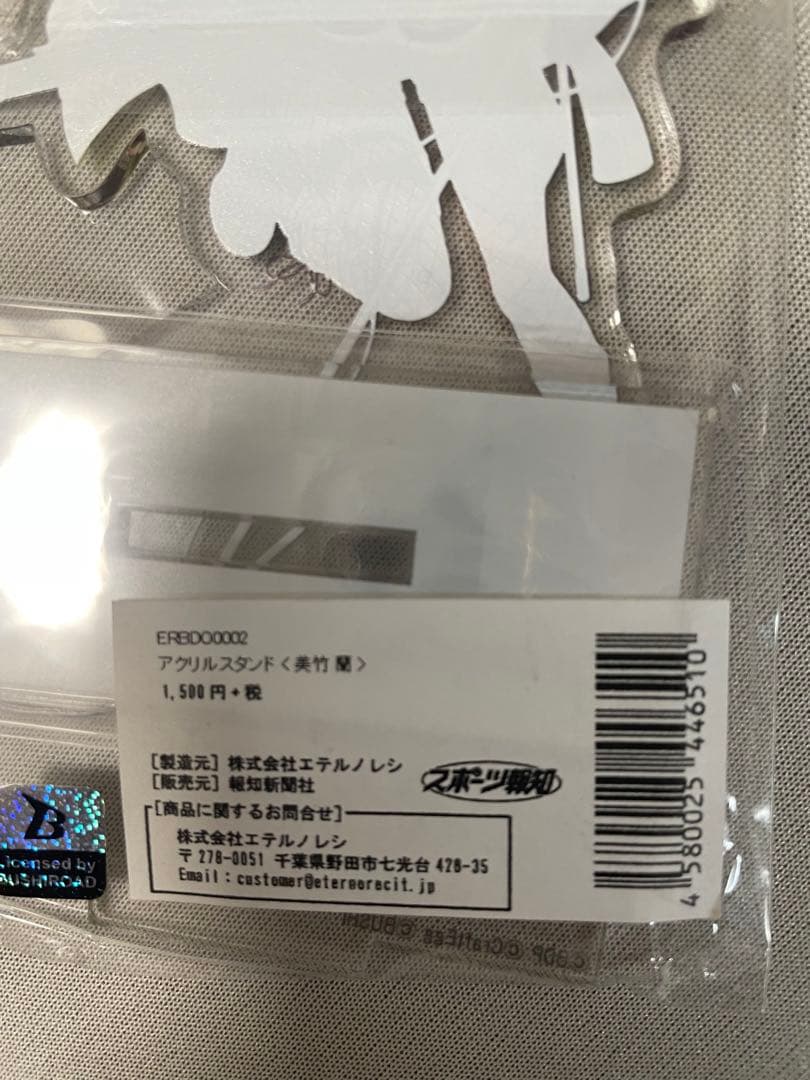 ERBD00002
アクリルスタンド〈美竹 蘭〉
1,500円+税
[製造元] 株式会社エテルノレシ
[販売元] 報知新聞社
スポーツ報知
[商品に関するお問合せ]
株式会社エテルノレシ
〒278-0051 千葉県野田市七光台 428-35
Email:customer@eternorecit.jp
4 580025 446510
B
Licensed by
BUSHIROAD